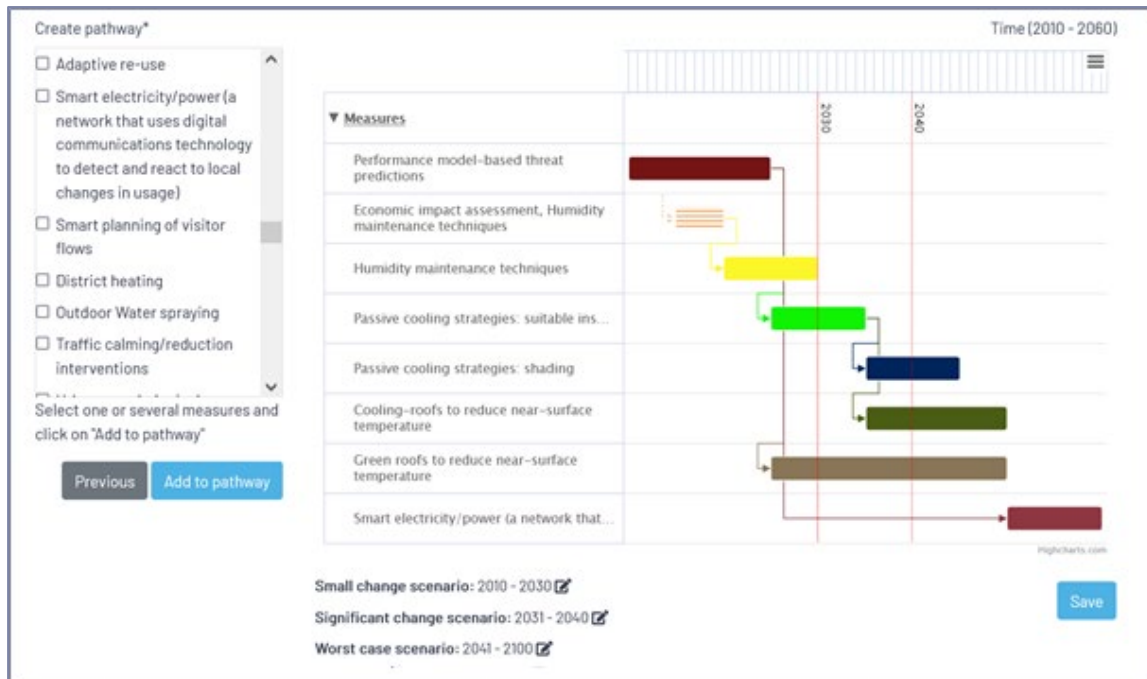 Create pathway*
Time (2010 - 2060)
Adaptive re-use
Smart electricity/power (a
network that uses digital
communications technology
to detect and react to local
changes in usage)
Smart planning of visitor
flows
District heating
Outdoor Water spraying
Traffic calming/reduction
interventions
Select one or several measures and
click on "Add to pathway"
Previous
Add to pathway
▼ Measures
2030
2040
Performance model-based threat
predictions
Economic impact assessment, Humidity
maintenance techniques
Humidity maintenance techniques
Passive cooling strategies: suitable ins...
Passive cooling strategies: shading
Cooling-roofs to reduce near-surface
temperature
Green roofs to reduce near-surface
temperature
Smart electricity/power (a network that...
Highcharts.com
Small change scenario: 2010 - 2030
Significant change scenario: 2031 - 2040
Worst case scenario: 2041 - 2100
Save